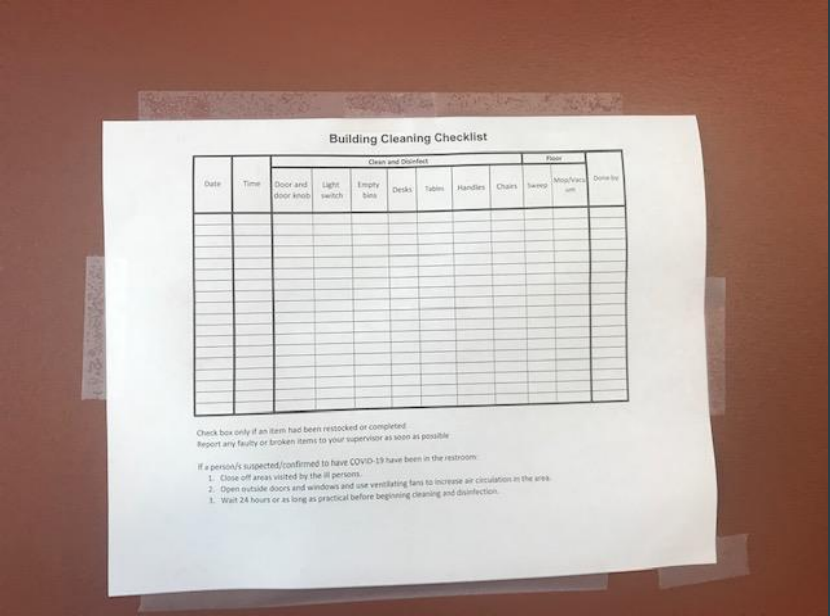 Building Cleaning Checklist
Clean and Disinfect
Floor
Date
Time
Door and
door knob
Light
switch
Empty
bins
Desks
Tables
Handles
Chairs
Sweep
Mop/Vacu
um
Done by
Check box only if an item had been restocked or completed
Report any faulty or broken items to your supervisor as soon as possible
If a person/s suspected/confirmed to have COVID-19 have been in the restroom:
1. Close off areas visited by the ill persons.
2. Open outside doors and windows and use ventilating fans to increase air circulation in the area.
3. Wait 24 hours or as long as practical before beginning cleaning and disinfection.